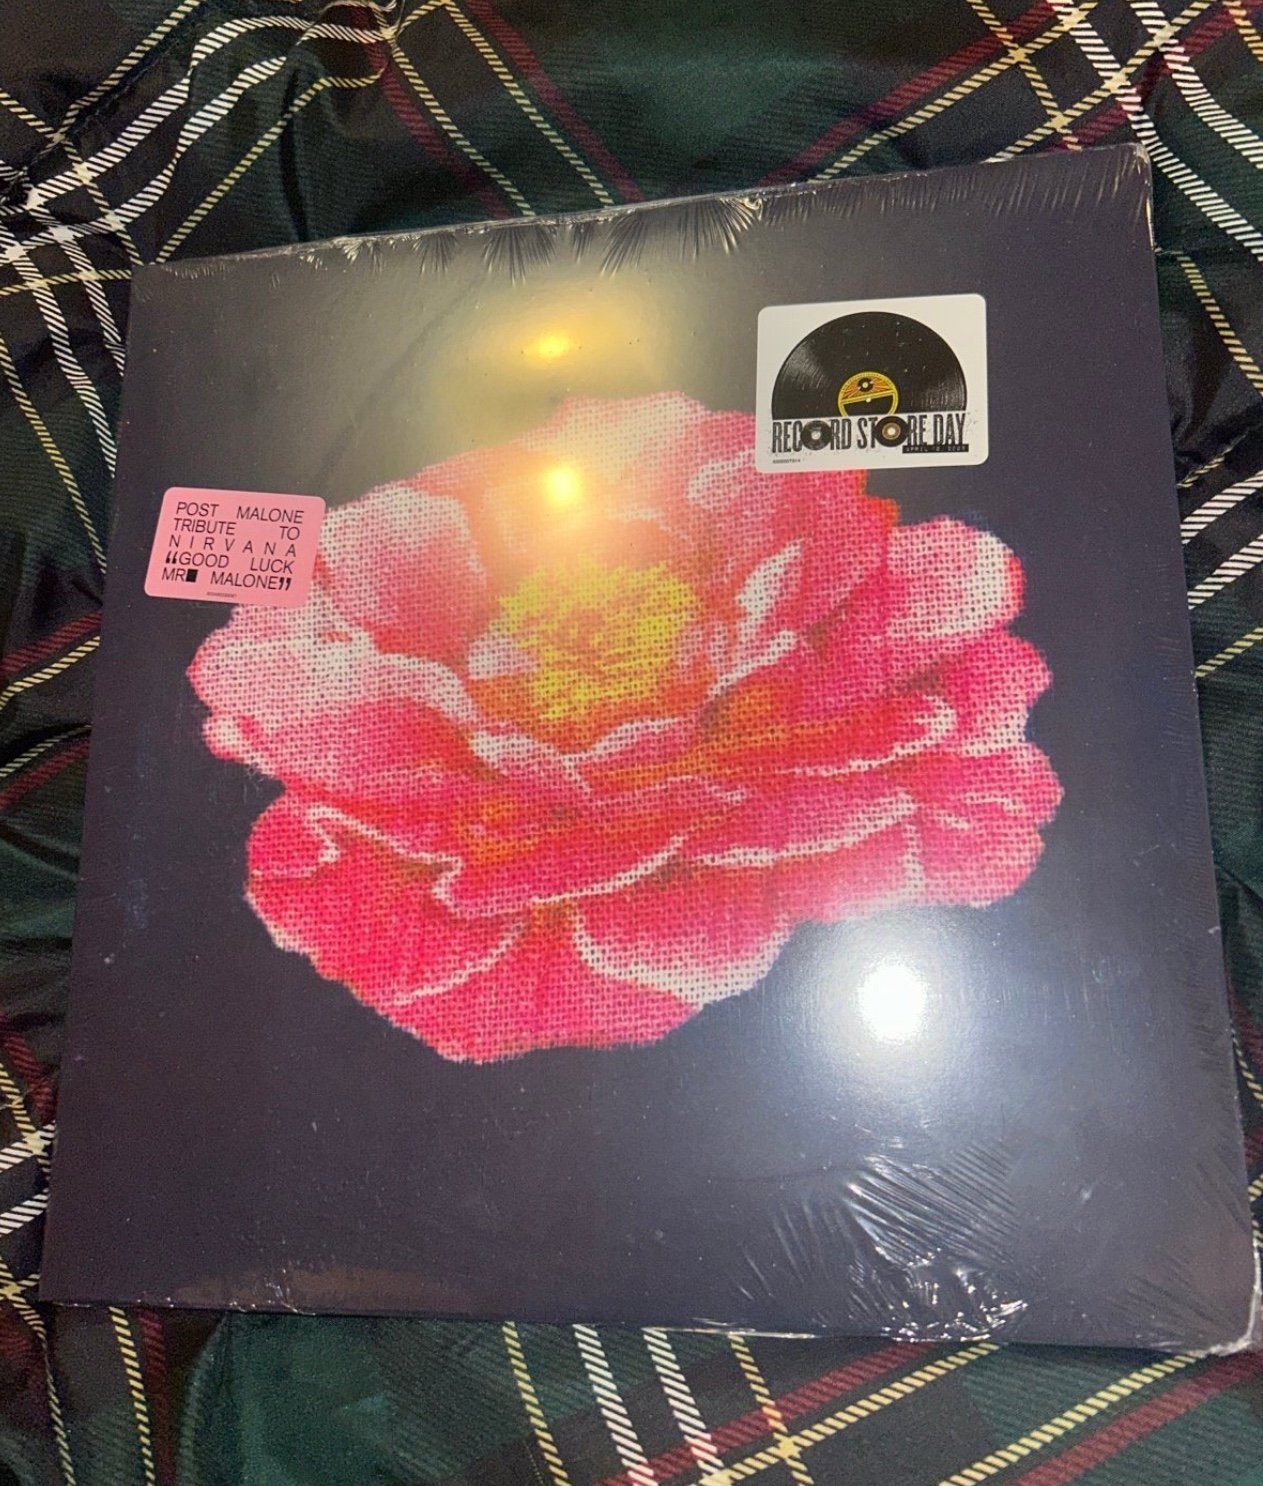 RECORD STORE DAY
POST MALONE
TRIBUTE TO
NIRVANA
“GOOD LUCK
MR■ MALONE”